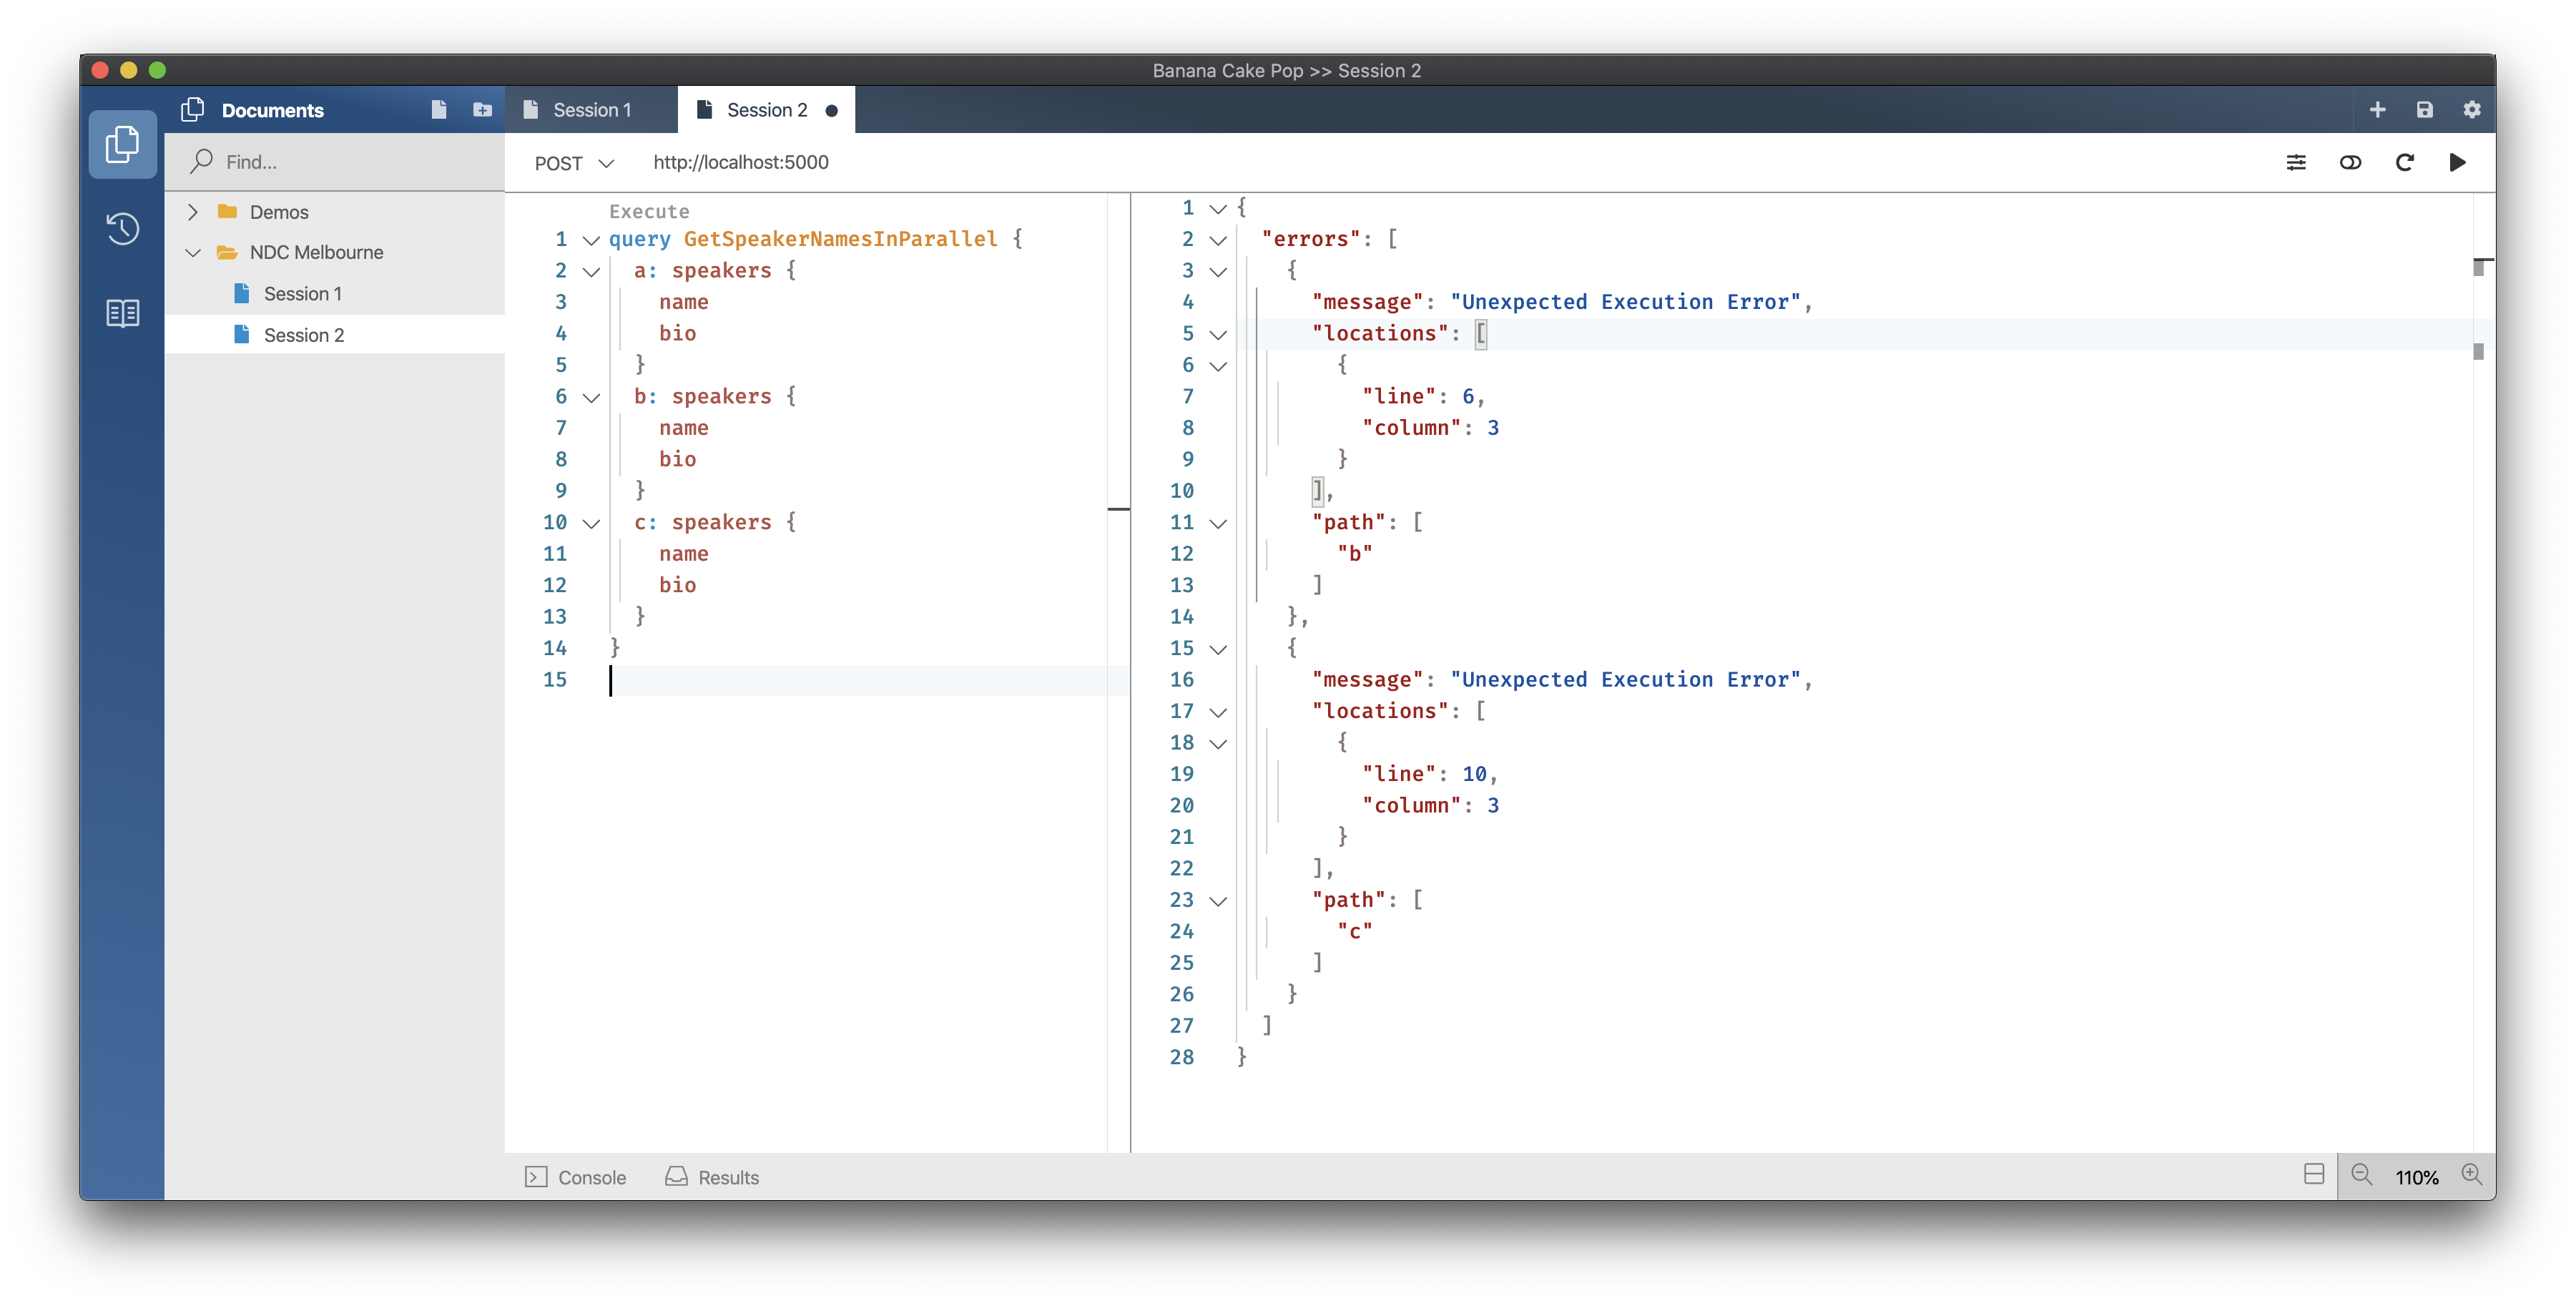 Banana Cake Pop >> Session 2
Documents
Session 1
Session 2
Find...
POST
http://localhost:5000
Demos
NDC Melbourne
Session 1
Session 2
Execute
1 query GetSpeakerNamesInParallel {
2 a: speakers {
3 name
4 bio
5 }
6 b: speakers {
7 name
8 bio
9 }
10 c: speakers {
11 name
12 bio
13 }
14 }
15
1 {
2 "errors": [
3 {
4 "message": "Unexpected Execution Error",
5 "locations": [
6 {
7 "line": 6,
8 "column": 3
9 }
10 ],
11 "path": [
12 "b"
13 ]
14 },
15 {
16 "message": "Unexpected Execution Error",
17 "locations": [
18 {
19 "line": 10,
20 "column": 3
21 }
22 ],
23 "path": [
24 "c"
25 ]
26 }
27 ]
28 }
Console
Results
110%